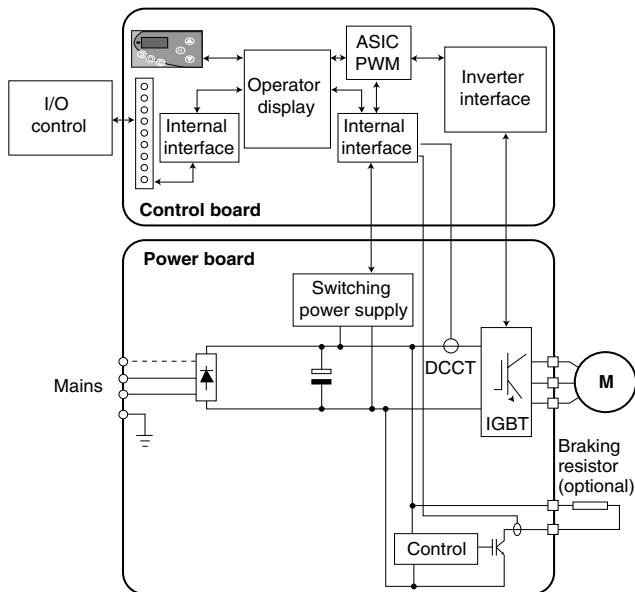 ASIC
PWM
I/O
control
Operator
display
Inverter
interface
Internal
interface
Internal
interface
Control board
Power board
Switching
power supply
Mains
DCCT
IGBT
M
Braking
resistor
(optional)
Control